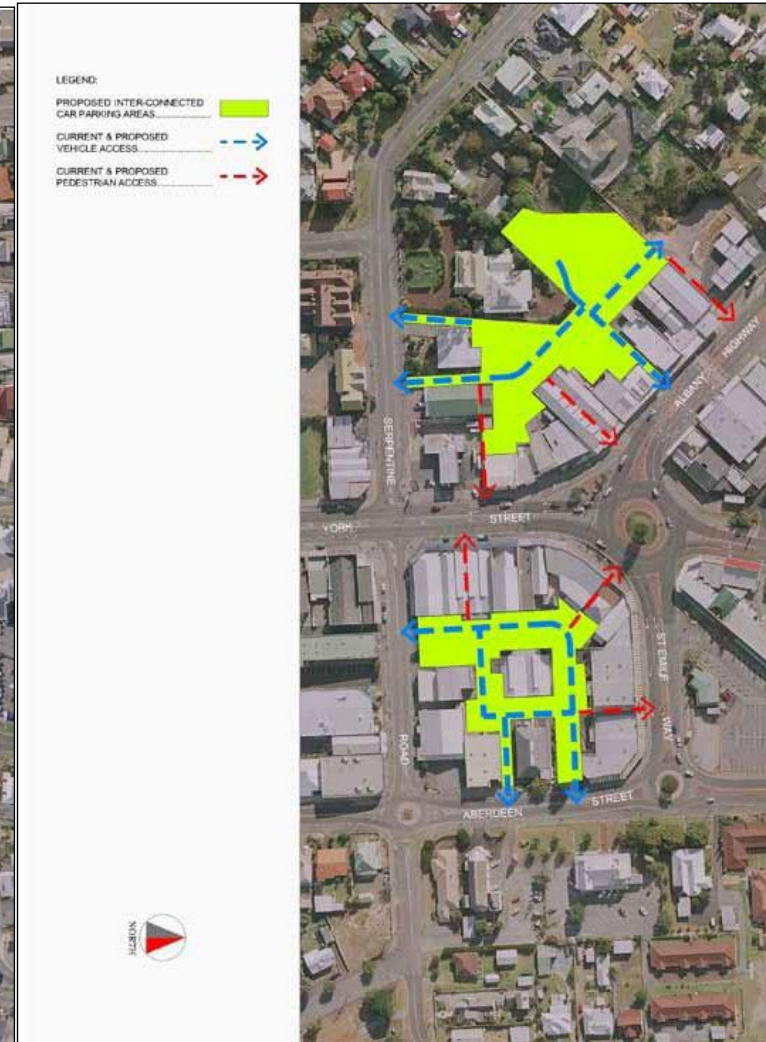 LEGEND:
PROPOSED INTER-CONNECTED
CAR PARKING AREAS
CURRENT & PROPOSED
VEHICLE ACCESS
CURRENT & PROPOSED
PEDESTRIAN ACCESS
ALBANY HIGHWAY
SERPENTINE
YORK STREET
ST EMILE WAY
ROAD
ABERDEEN STREET
NORTH